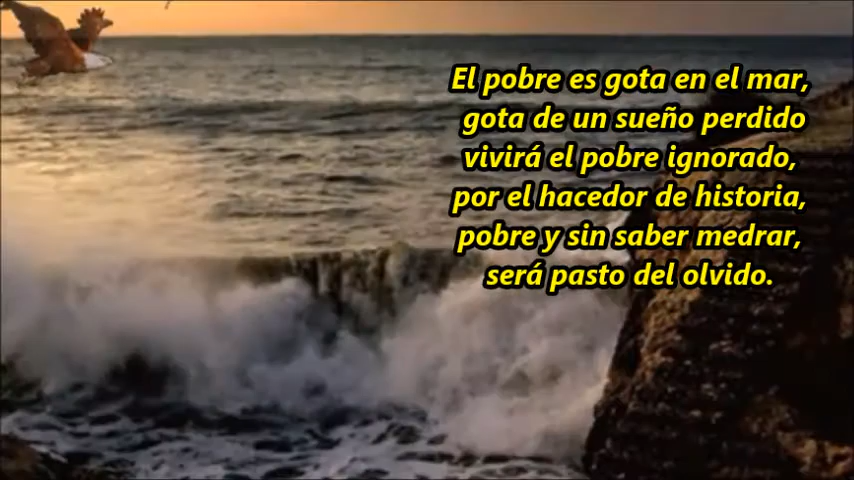 El pobre es gota en el mar,
gota de un sueño perdido
vivirá el pobre ignorado,
por el hacedor de historia,
pobre y sin saber medrar,
será pasto del olvido.